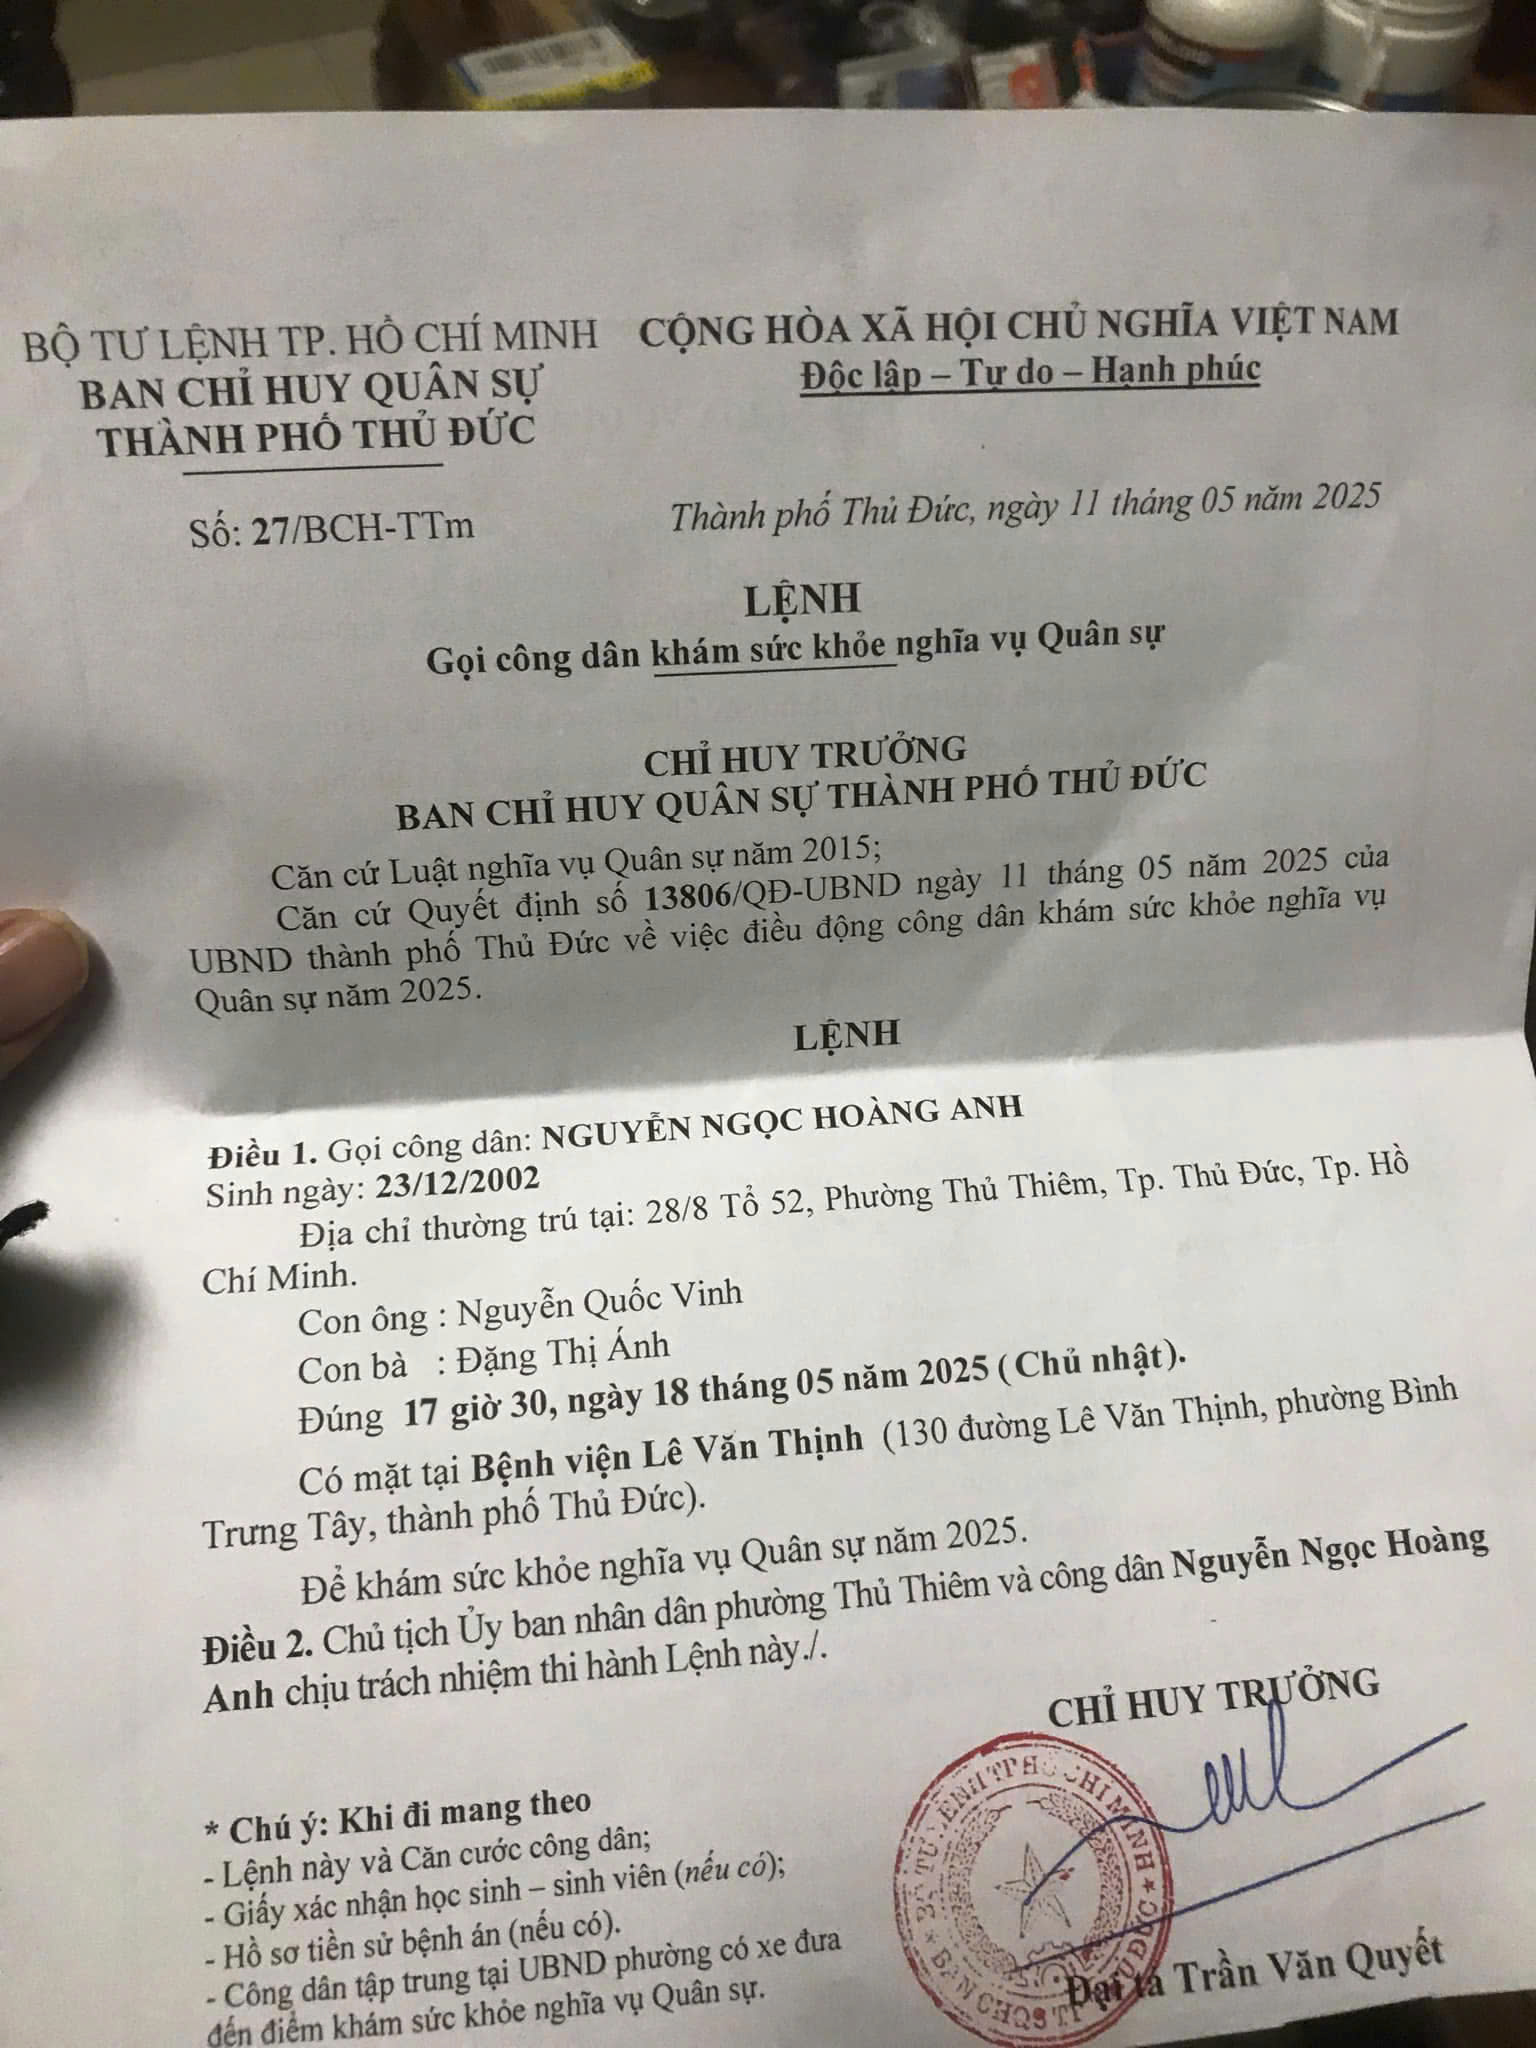 BỘ TƯ LỆNH TP. HỒ CHÍ MINH
BAN CHỈ HUY QUÂN SỰ
THÀNH PHỐ THỦ ĐỨC
Số: 27/BCH-TTm
CỘNG HÒA XÃ HỘI CHỦ NGHĨA VIỆT NAM
Độc lập – Tự do – Hạnh phúc
Thành phố Thủ Đức, ngày 11 tháng 05 năm 2025
LỆNH
Gọi công dân khám sức khỏe nghĩa vụ Quân sự
CHỈ HUY TRƯỞNG
BAN CHỈ HUY QUÂN SỰ THÀNH PHỐ THỦ ĐỨC
Căn cứ Luật nghĩa vụ Quân sự năm 2015;
Căn cứ Quyết định số 13806/QĐ-UBND ngày 11 tháng 05 năm 2025 của
UBND thành phố Thủ Đức về việc điều động công dân khám sức khỏe nghĩa vụ
Quân sự năm 2025.
LỆNH
Điều 1. Gọi công dân: NGUYỄN NGỌC HOÀNG ANH
Sinh ngày: 23/12/2002
Địa chỉ thường trú tại: 28/8 Tổ 52, Phường Thủ Thiêm, Tp. Thủ Đức, Tp. Hồ
Chí Minh.
Con ông : Nguyễn Quốc Vinh
Con bà : Đặng Thị Ánh
Đúng 17 giờ 30, ngày 18 tháng 05 năm 2025 ( Chủ nhật).
Có mặt tại Bệnh viện Lê Văn Thịnh (130 đường Lê Văn Thịnh, phường Bình
Trưng Tây, thành phố Thủ Đức).
Để khám sức khỏe nghĩa vụ Quân sự năm 2025.
Điều 2. Chủ tịch Ủy ban nhân dân phường Thủ Thiêm và công dân Nguyễn Ngọc Hoàng
Anh chịu trách nhiệm thi hành Lệnh này./.
* Chú ý: Khi đi mang theo
- Lệnh này và Căn cước công dân;
- Giấy xác nhận học sinh – sinh viên (nếu có);
- Hồ sơ tiền sử bệnh án (nếu có).
- Công dân tập trung tại UBND phường có xe đưa
đến điểm khám sức khỏe nghĩa vụ Quân sự.
CHỈ HUY TRƯỞNG
BỘ TƯ LỆNH TP HỒ CHÍ MINH
BAN CHQS TP THỦ ĐỨC
Đại tá Trần Văn Quyết